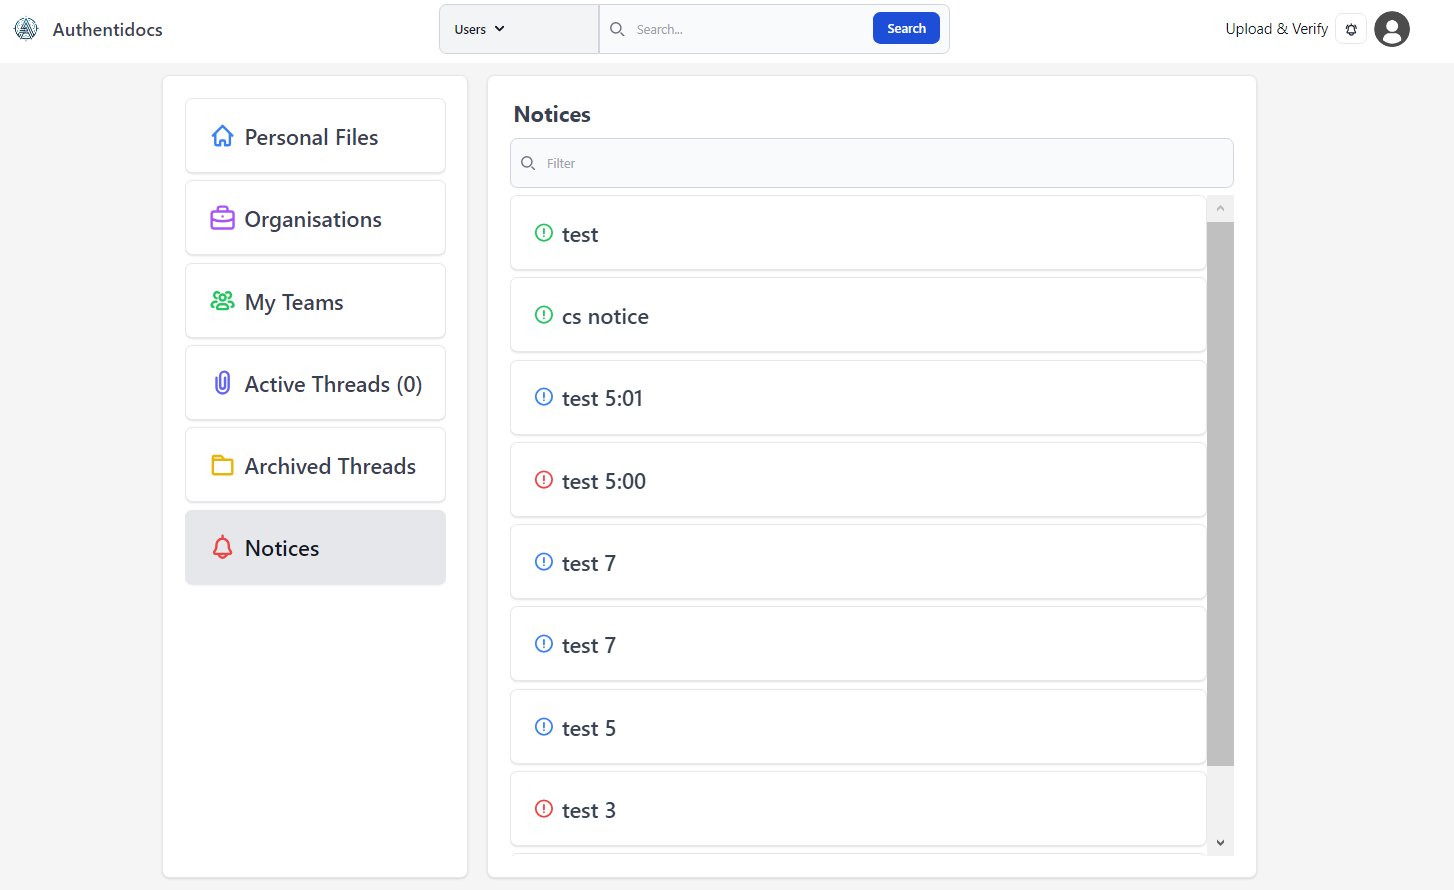 Authentidocs
Users
Search...
Search
Upload & Verify
Personal Files
Organisations
My Teams
Active Threads (0)
Archived Threads
Notices
Notices
Filter
test
cs notice
test 5:01
test 5:00
test 7
test 7
test 5
test 3